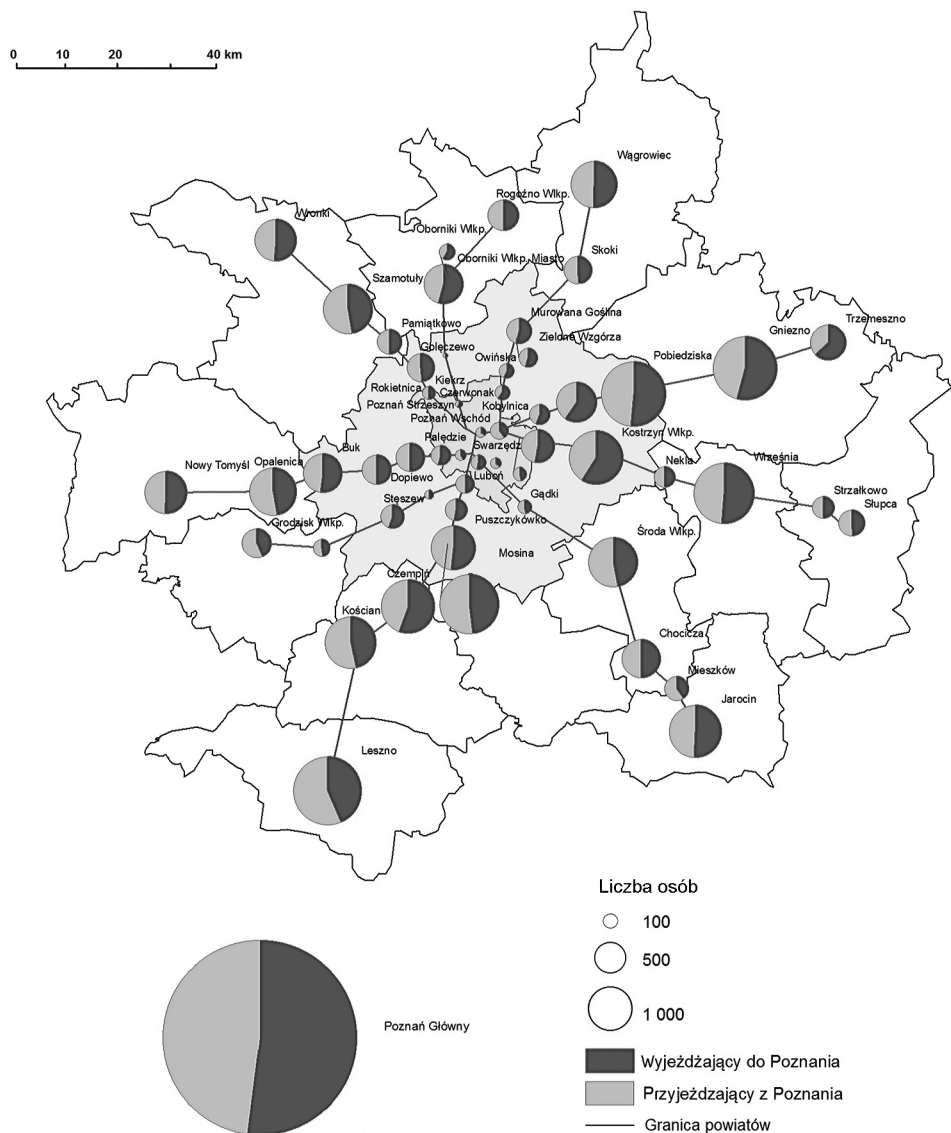 0 10 20 40 km
Wągrowiec
Rogoźno Wlkp.
Wronki
Oborniki Wlkp.
Oborniki Wlkp. Miasto
Skoki
Szamotuły
Murowana Goślina
Trzemeszno
Pamiątkowo
Gniezno
Zielone Wzgórza
Golęczewo
Owińska
Pobiedziska
Kiekrz
Rokietnica
Czerwonak
Poznań Strzeszyn
Kobylnica
Poznań Wschód
Kostrzyn Wlkp.
Palędzie
Swarzędz
Buk
Nekla
Września
Nowy Tomyśl
Opalenica
Dopiewo
Luboń
Stęszew
Gądki
Strzałkowo
Słupca
Grodzisk Wlkp.
Puszczykówko
Środa Wlkp.
Mosina
Czempiń
Kościan
Chocicza
Mieszków
Jarocin
Leszno
Liczba osób
100
500
1 000
Poznań Główny
Wyjeżdżający do Poznania
Przyjeżdzający z Poznania
Granica powiatów